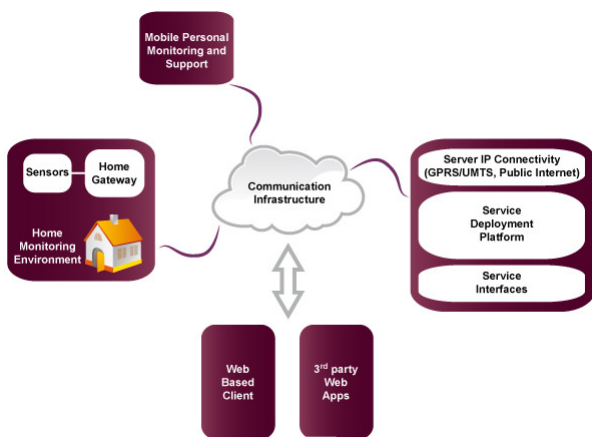 Mobile Personal
Monitoring and
Support
Sensors
Home
Gateway
Home
Monitoring
Environment
Communication
Infrastructure
Server IP Connectivity
(GPRS/UMTS, Public Internet)
Service
Deployment
Platform
Service
Interfaces
Web
Based
Client
3rd party
Web
Apps